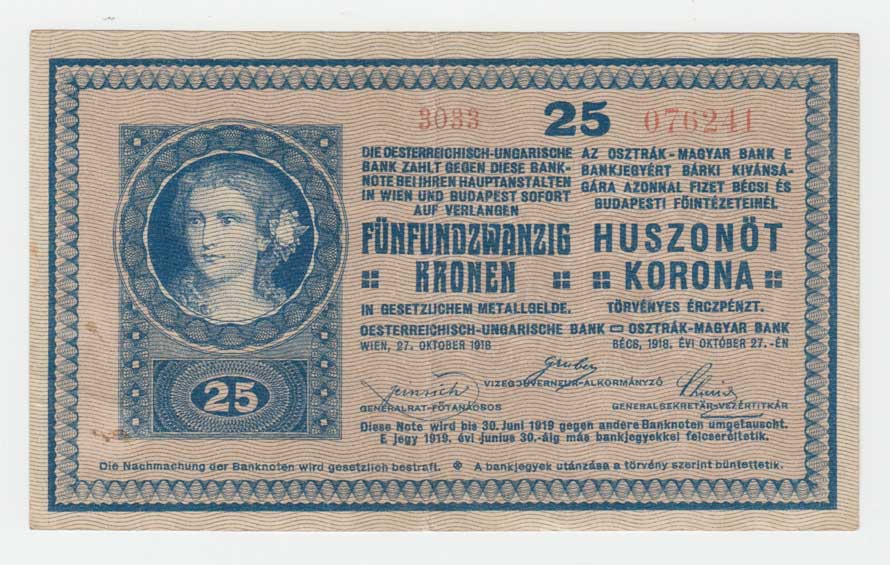 3033 25 076241
DIE OESTERREICHISCH-UNGARISCHE
BANK ZAHLT GEGEN DIESE BANK-
NOTE BEI IHREN HAUPTANSTALTEN
IN WIEN UND BUDAPEST SOFORT
AUF VERLANGEN
FÜNFUNDZWANZIG
KRONEN
IN GESETZLICHEM METALLGELDE.
AZ OSZTRÁK-MAGYAR BANK E
BANKJEGYÉRT BÁRKI KIVÁNSÁ-
GÁRA AZONNAL FIZET BÉCSI ÉS
BUDAPESTI FŐINTÉZETEIHÉL
HUSZONÖT
KORONA
TÖRVÉNYES ÉRCZPÉNZT.
OESTERREICHISCH-UNGARISCHE BANK OSZTRÁK-MAGYAR BANK
WIEN, 27. OKTOBER 1918 BÉCS, 1918. ÉVI OKTÓBER 27.-ÉN
Gruber
VIZEGOUVERNEUR-ALKORMÁNYZÓ
GENERALRAT-FŐTANÁCSOS GENERALSEKRETÄR-VEZÉRTITKÁR
Diese Note wird bis 30. Juni 1919 gegen andere Banknoten umgetauscht.
E jegy 1919. évi junius 30.-áig más bankjegyekkel felcseréltetik.
25
Die Nachmachung der Banknoten wird gesetzlich bestraft. A bankjegyek utánzása a törvény szerint büntettetik.